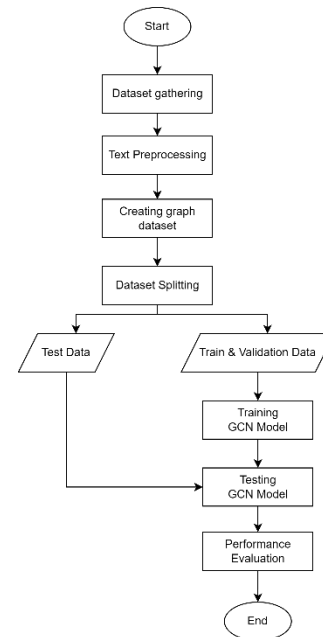 Start
Dataset gathering
Text Preprocessing
Creating graph
dataset
Dataset Splitting
Test Data
Train & Validation Data
Training
GCN Model
Testing
GCN Model
Performance
Evaluation
End